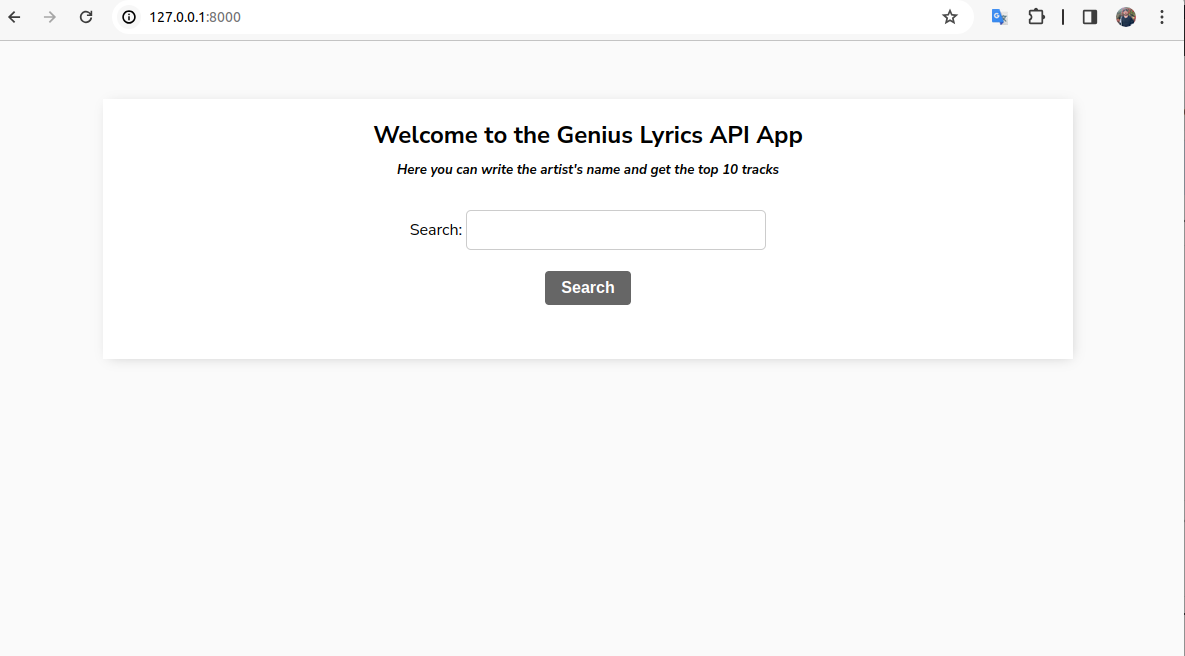 127.0.0.1:8000
Welcome to the Genius Lyrics API App
Here you can write the artist's name and get the top 10 tracks
Search:
Search